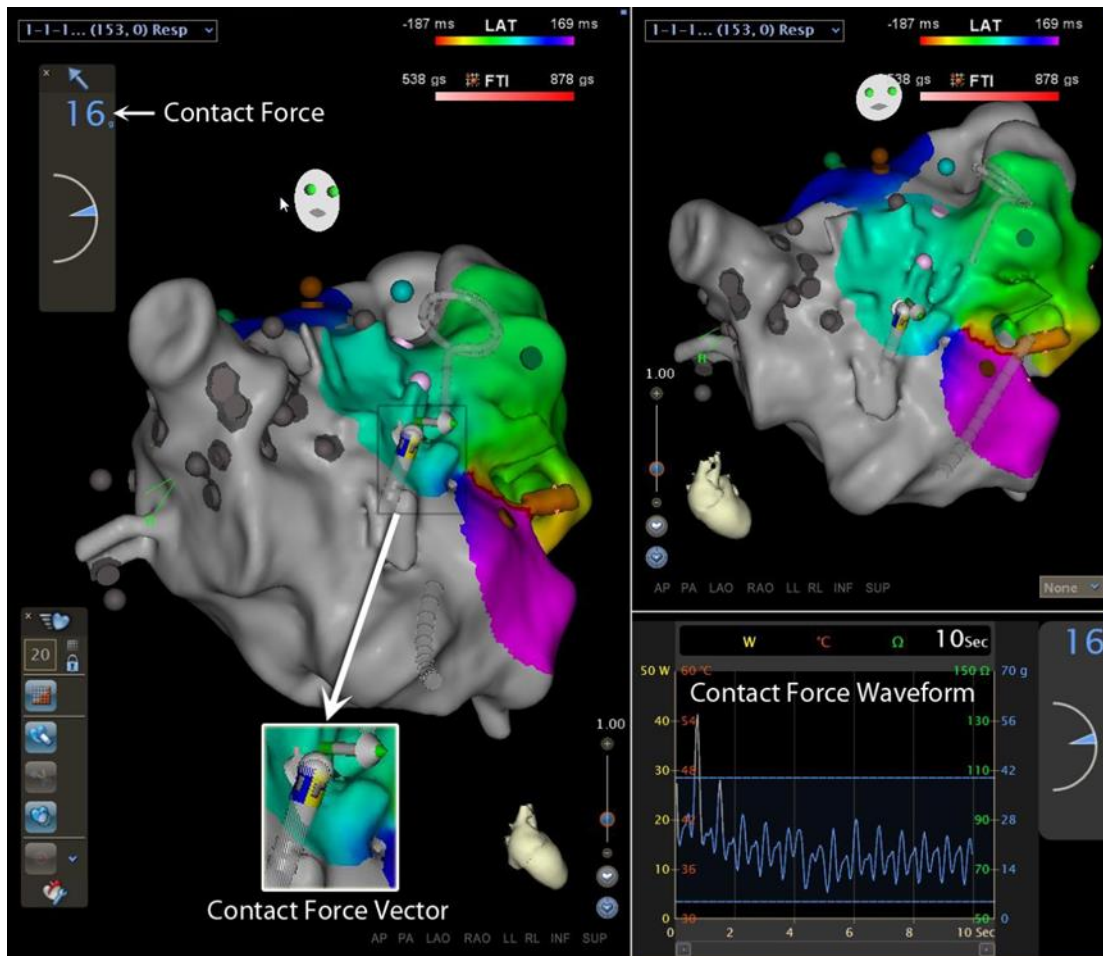 1-1-1... (153, 0) Resp
-187 ms LAT 169 ms
538 gs FTI 878 gs
16 g
Contact Force
20
1.00
Contact Force Vector
AP PA LAO RAO LL RL INF SUP
1-1-1... (153, 0) Resp
-187 ms LAT 169 ms
538 gs FTI 878 gs
R
1.00
AP PA LAO RAO LL RL INF SUP
None
W °C Ω 10Sec
16
50 W 60 °C 150 Ω 70 g
Contact Force Waveform
40 54 130 56
30 48 110 42
20 42 90 28
10 36 70 14
0 30 50 0
0 2 4 6 8 10 Sec